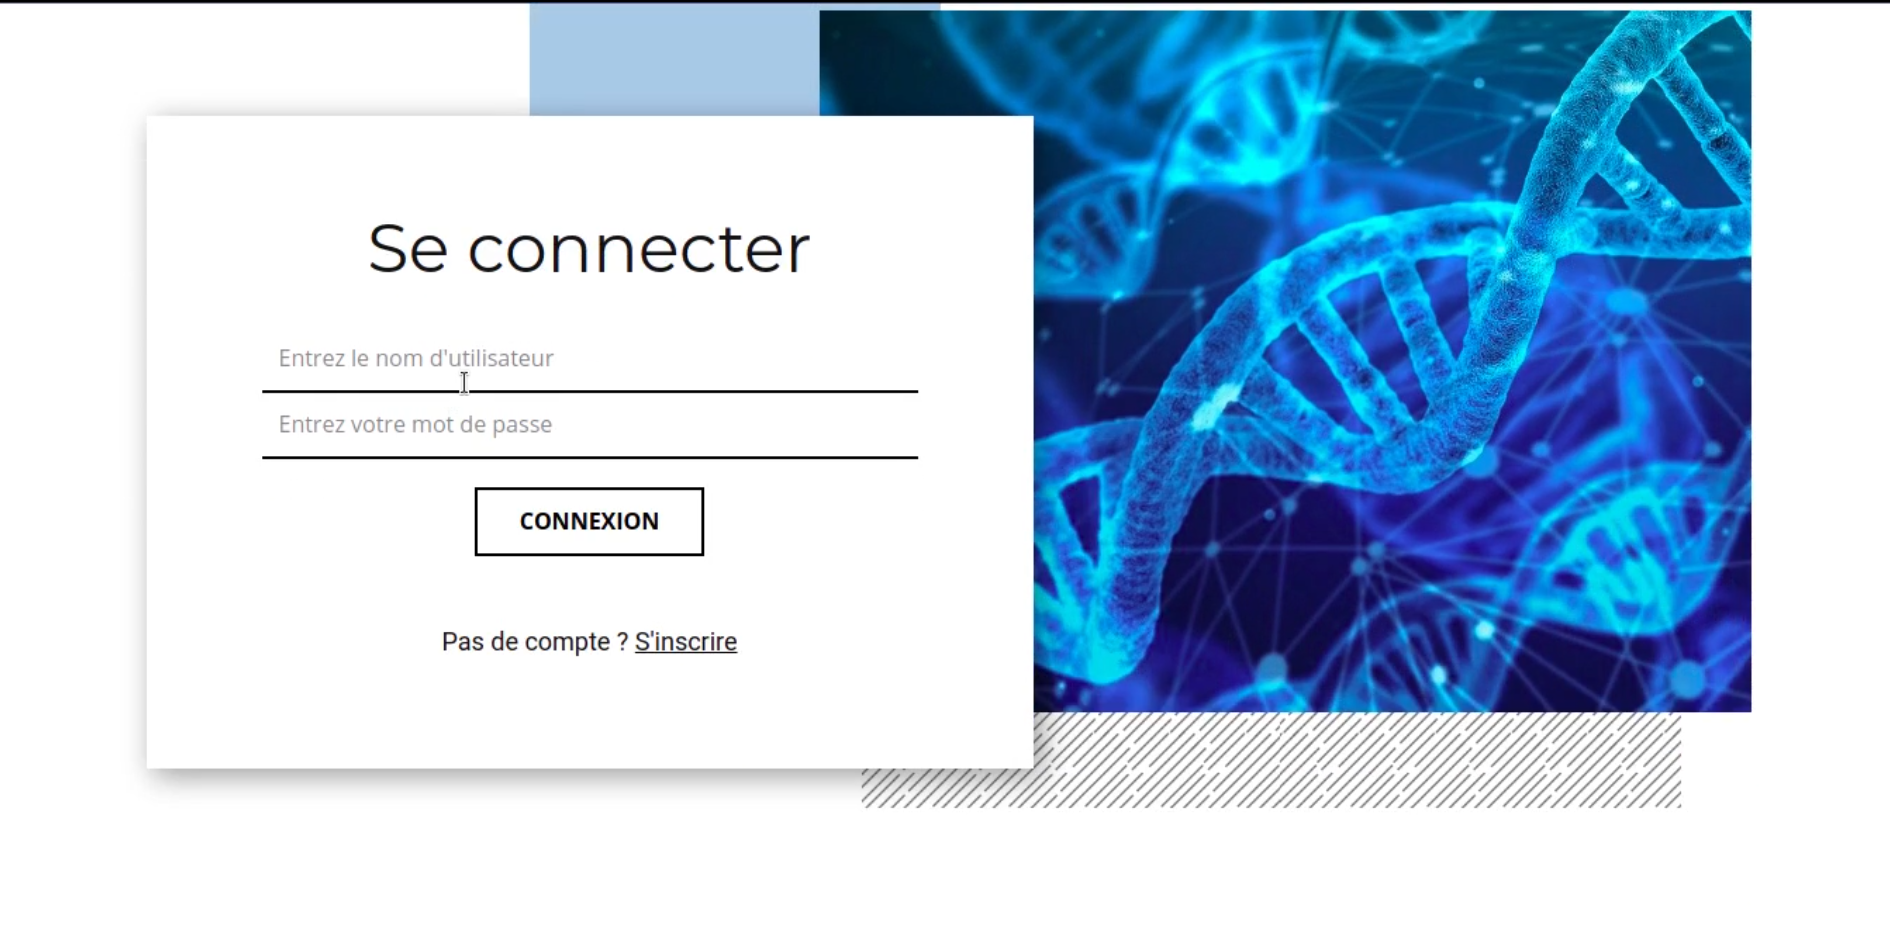 Se connecter
Entrez le nom d'utilisateur
Entrez votre mot de passe
CONNEXION
Pas de compte ? S'inscrire